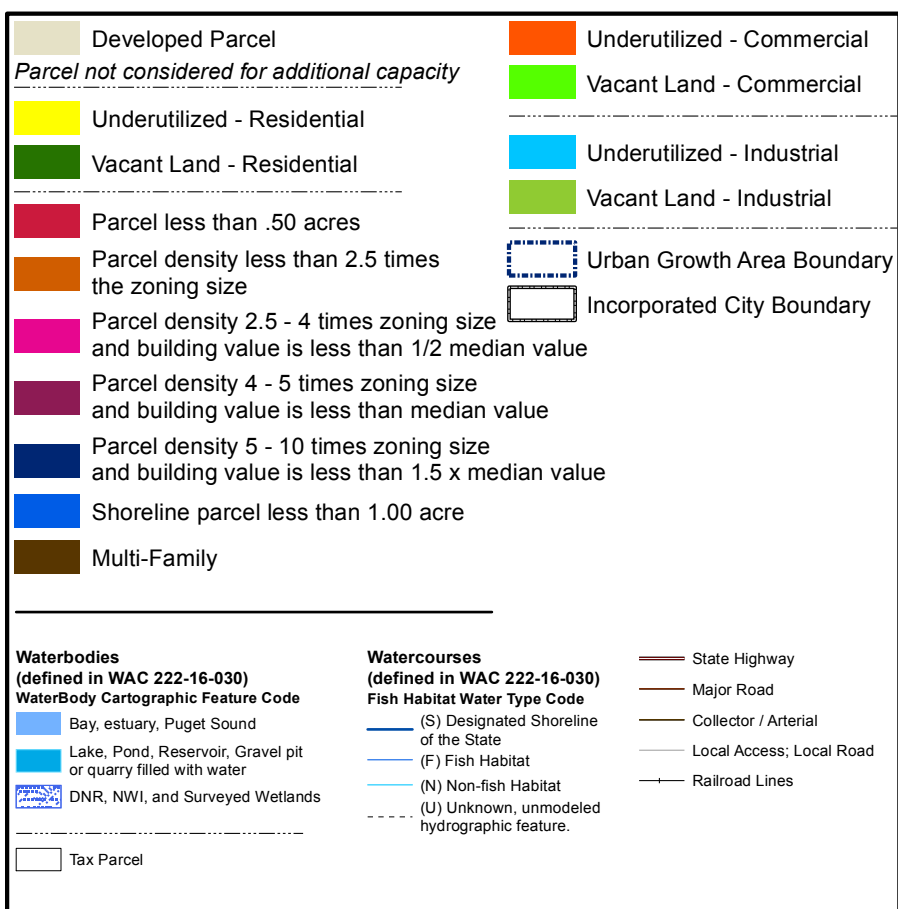 Developed Parcel
Parcel not considered for additional capacity
Underutilized - Residential
Vacant Land - Residential
Parcel less than .50 acres
Parcel density less than 2.5 times
the zoning size
Parcel density 2.5 - 4 times zoning size
and building value is less than 1/2 median value
Parcel density 4 - 5 times zoning size
and building value is less than median value
Parcel density 5 - 10 times zoning size
and building value is less than 1.5 x median value
Shoreline parcel less than 1.00 acre
Multi-Family
Underutilized - Commercial
Vacant Land - Commercial
Underutilized - Industrial
Vacant Land - Industrial
Urban Growth Area Boundary
Incorporated City Boundary
Waterbodies
(defined in WAC 222-16-030)
WaterBody Cartographic Feature Code
Bay, estuary, Puget Sound
Lake, Pond, Reservoir, Gravel pit
or quarry filled with water
DNR, NWI, and Surveyed Wetlands
Tax Parcel
Watercourses
(defined in WAC 222-16-030)
Fish Habitat Water Type Code
(S) Designated Shoreline
of the State
(F) Fish Habitat
(N) Non-fish Habitat
(U) Unknown, unmodeled
hydrographic feature.
State Highway
Major Road
Collector / Arterial
Local Access; Local Road
Railroad Lines